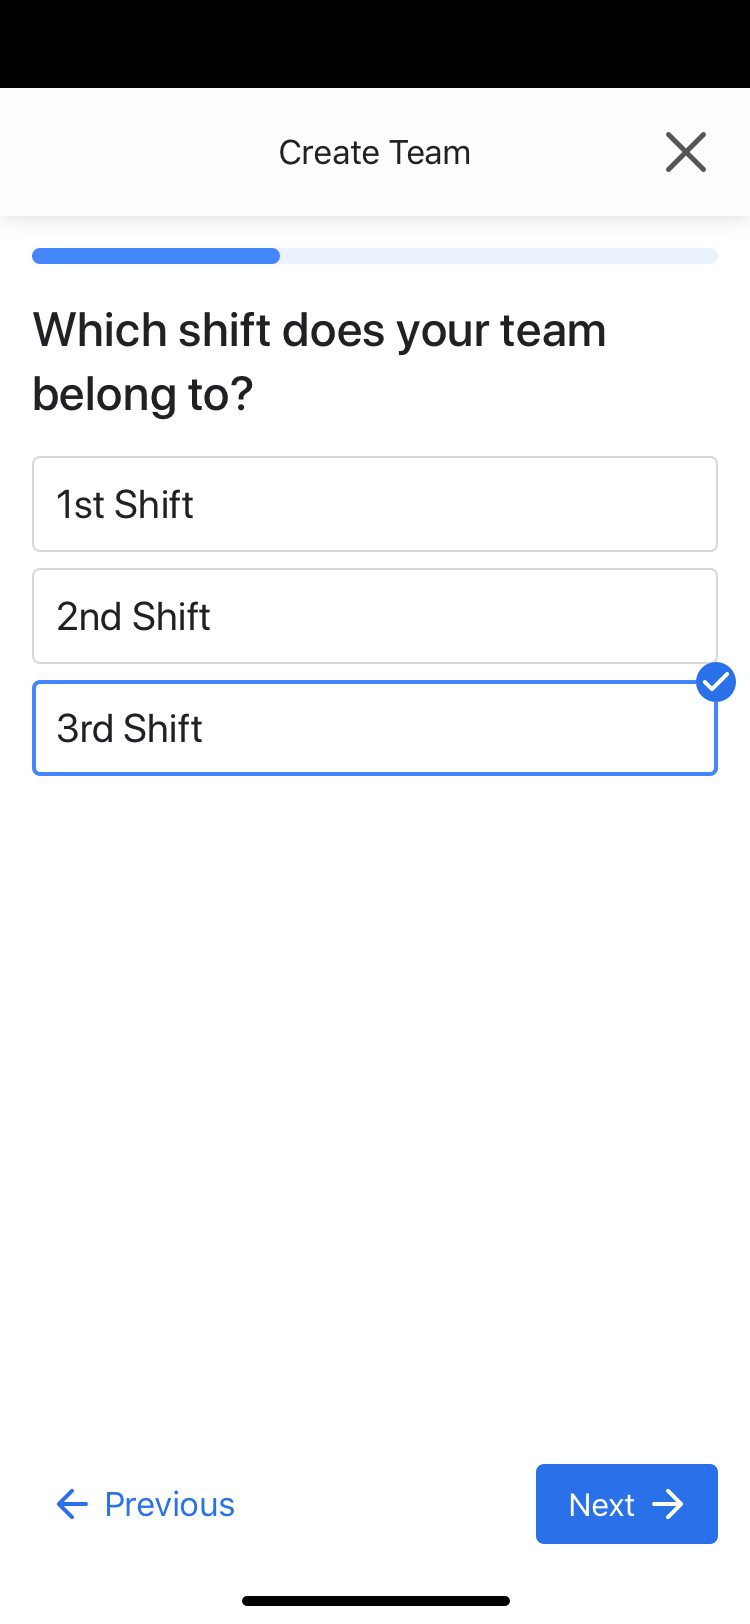 Create Team
Which shift does your team
belong to?
1st Shift
2nd Shift
3rd Shift
Previous
Next